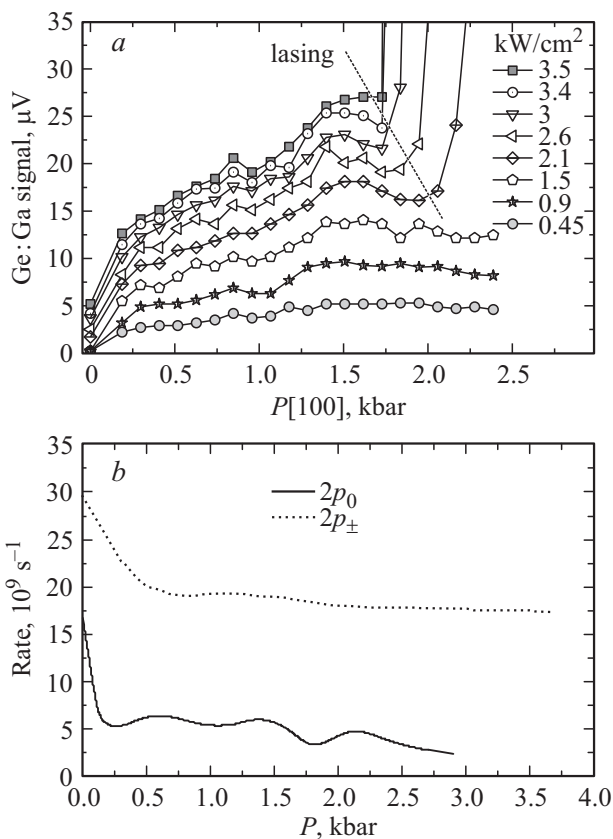 a
kW/cm²
3.5
3.4
3
2.6
2.1
1.5
0.9
0.45
lasing
Ge:Ga signal, μV
35
30
25
20
15
10
5
0
0 0.5 1.0 1.5 2.0 2.5
P[100], kbar
b
2p₀
2p±
Rate, 10⁹ s⁻¹
35
30
25
20
15
10
5
0
0.0 0.5 1.0 1.5 2.0 2.5 3.0 3.5 4.0
P, kbar